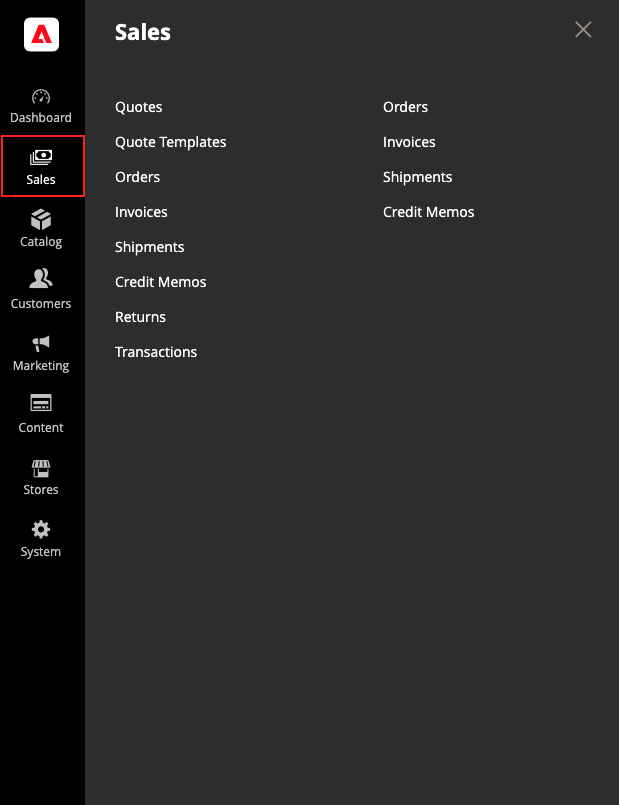 Dashboard
Sales
Catalog
Customers
Marketing
Content
Stores
System
Sales
Quotes
Quote Templates
Orders
Invoices
Shipments
Credit Memos
Returns
Transactions
Orders
Invoices
Shipments
Credit Memos